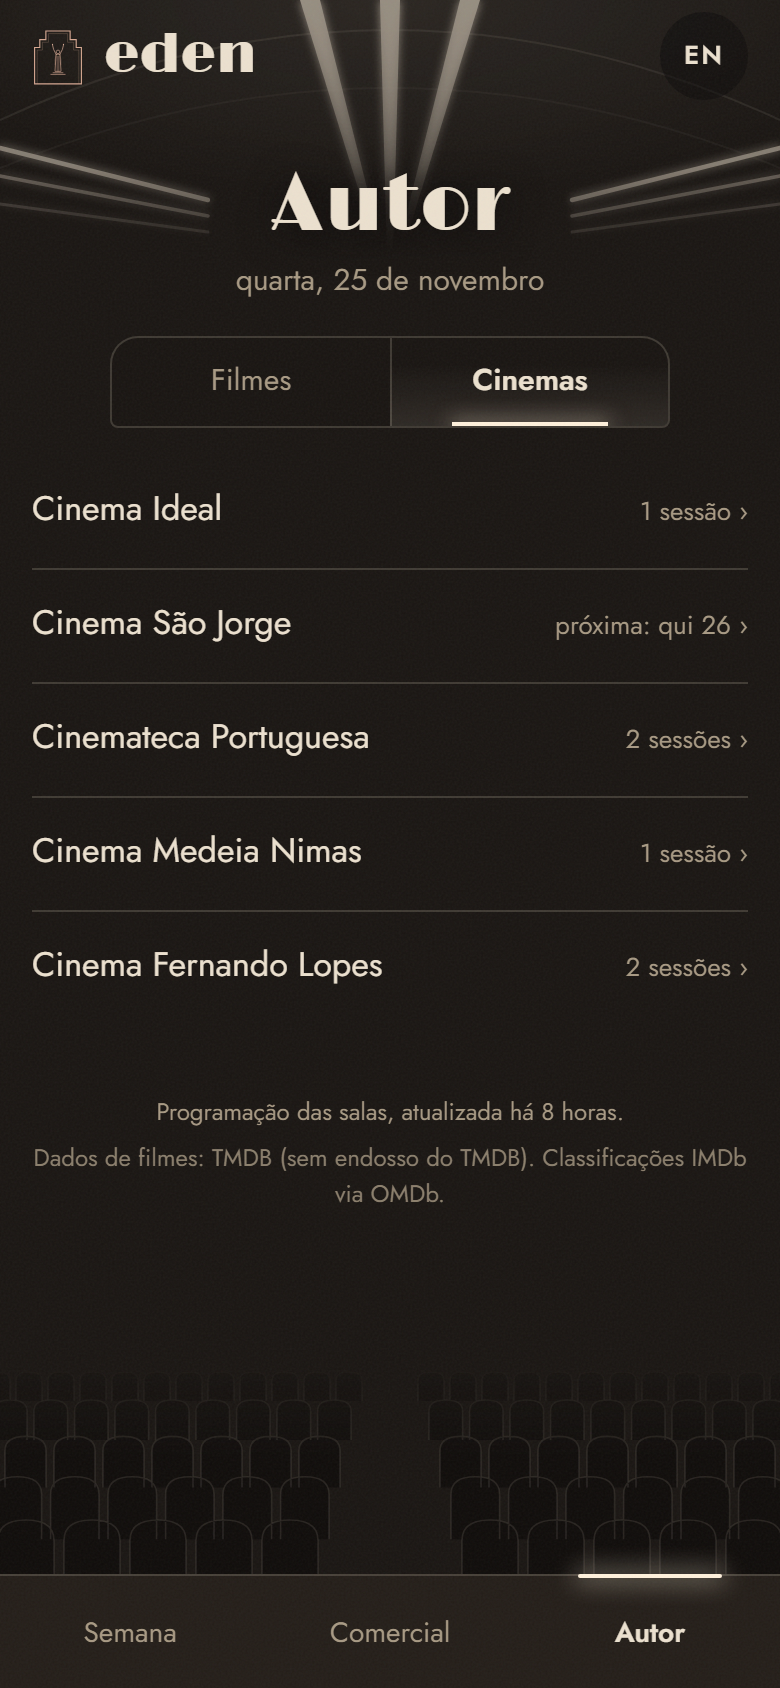 eden
EN
Autor
quarta, 25 de novembro
Filmes
Cinemas
Cinema Ideal
1 sessão ›
Cinema São Jorge
próxima: qui 26 ›
Cinemateca Portuguesa
2 sessões ›
Cinema Medeia Nimas
1 sessão ›
Cinema Fernando Lopes
2 sessões ›
Programação das salas, atualizada há 8 horas.
Dados de filmes: TMDB (sem endosso do TMDB). Classificações IMDb
via OMDb.
Semana
Comercial
Autor